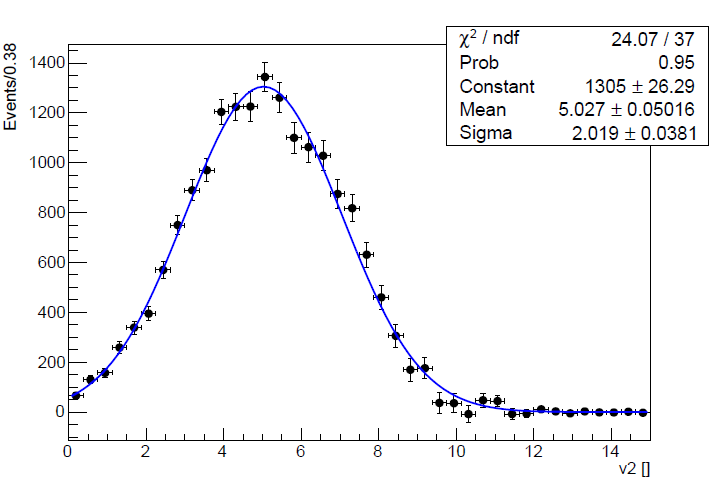 χ² / ndf 24.07 / 37
Prob 0.95
Constant 1305 ± 26.29
Mean 5.027 ± 0.05016
Sigma 2.019 ± 0.0381
Events/0.38
1400
1200
1000
800
600
400
200
0
0 2 4 6 8 10 12 14
v2 []